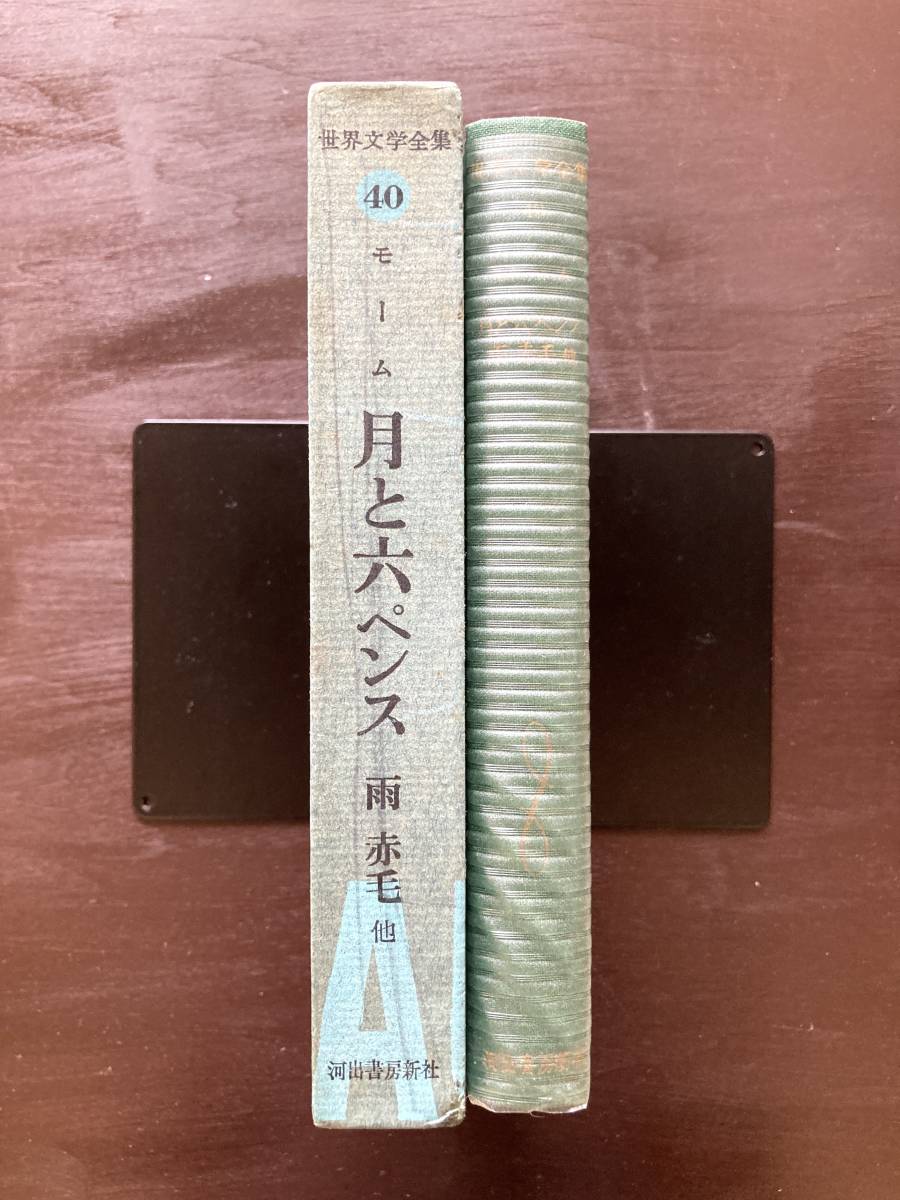 世界文学全集
40
モーム
月と六ペンス
雨 赤毛 他
河出書房新社